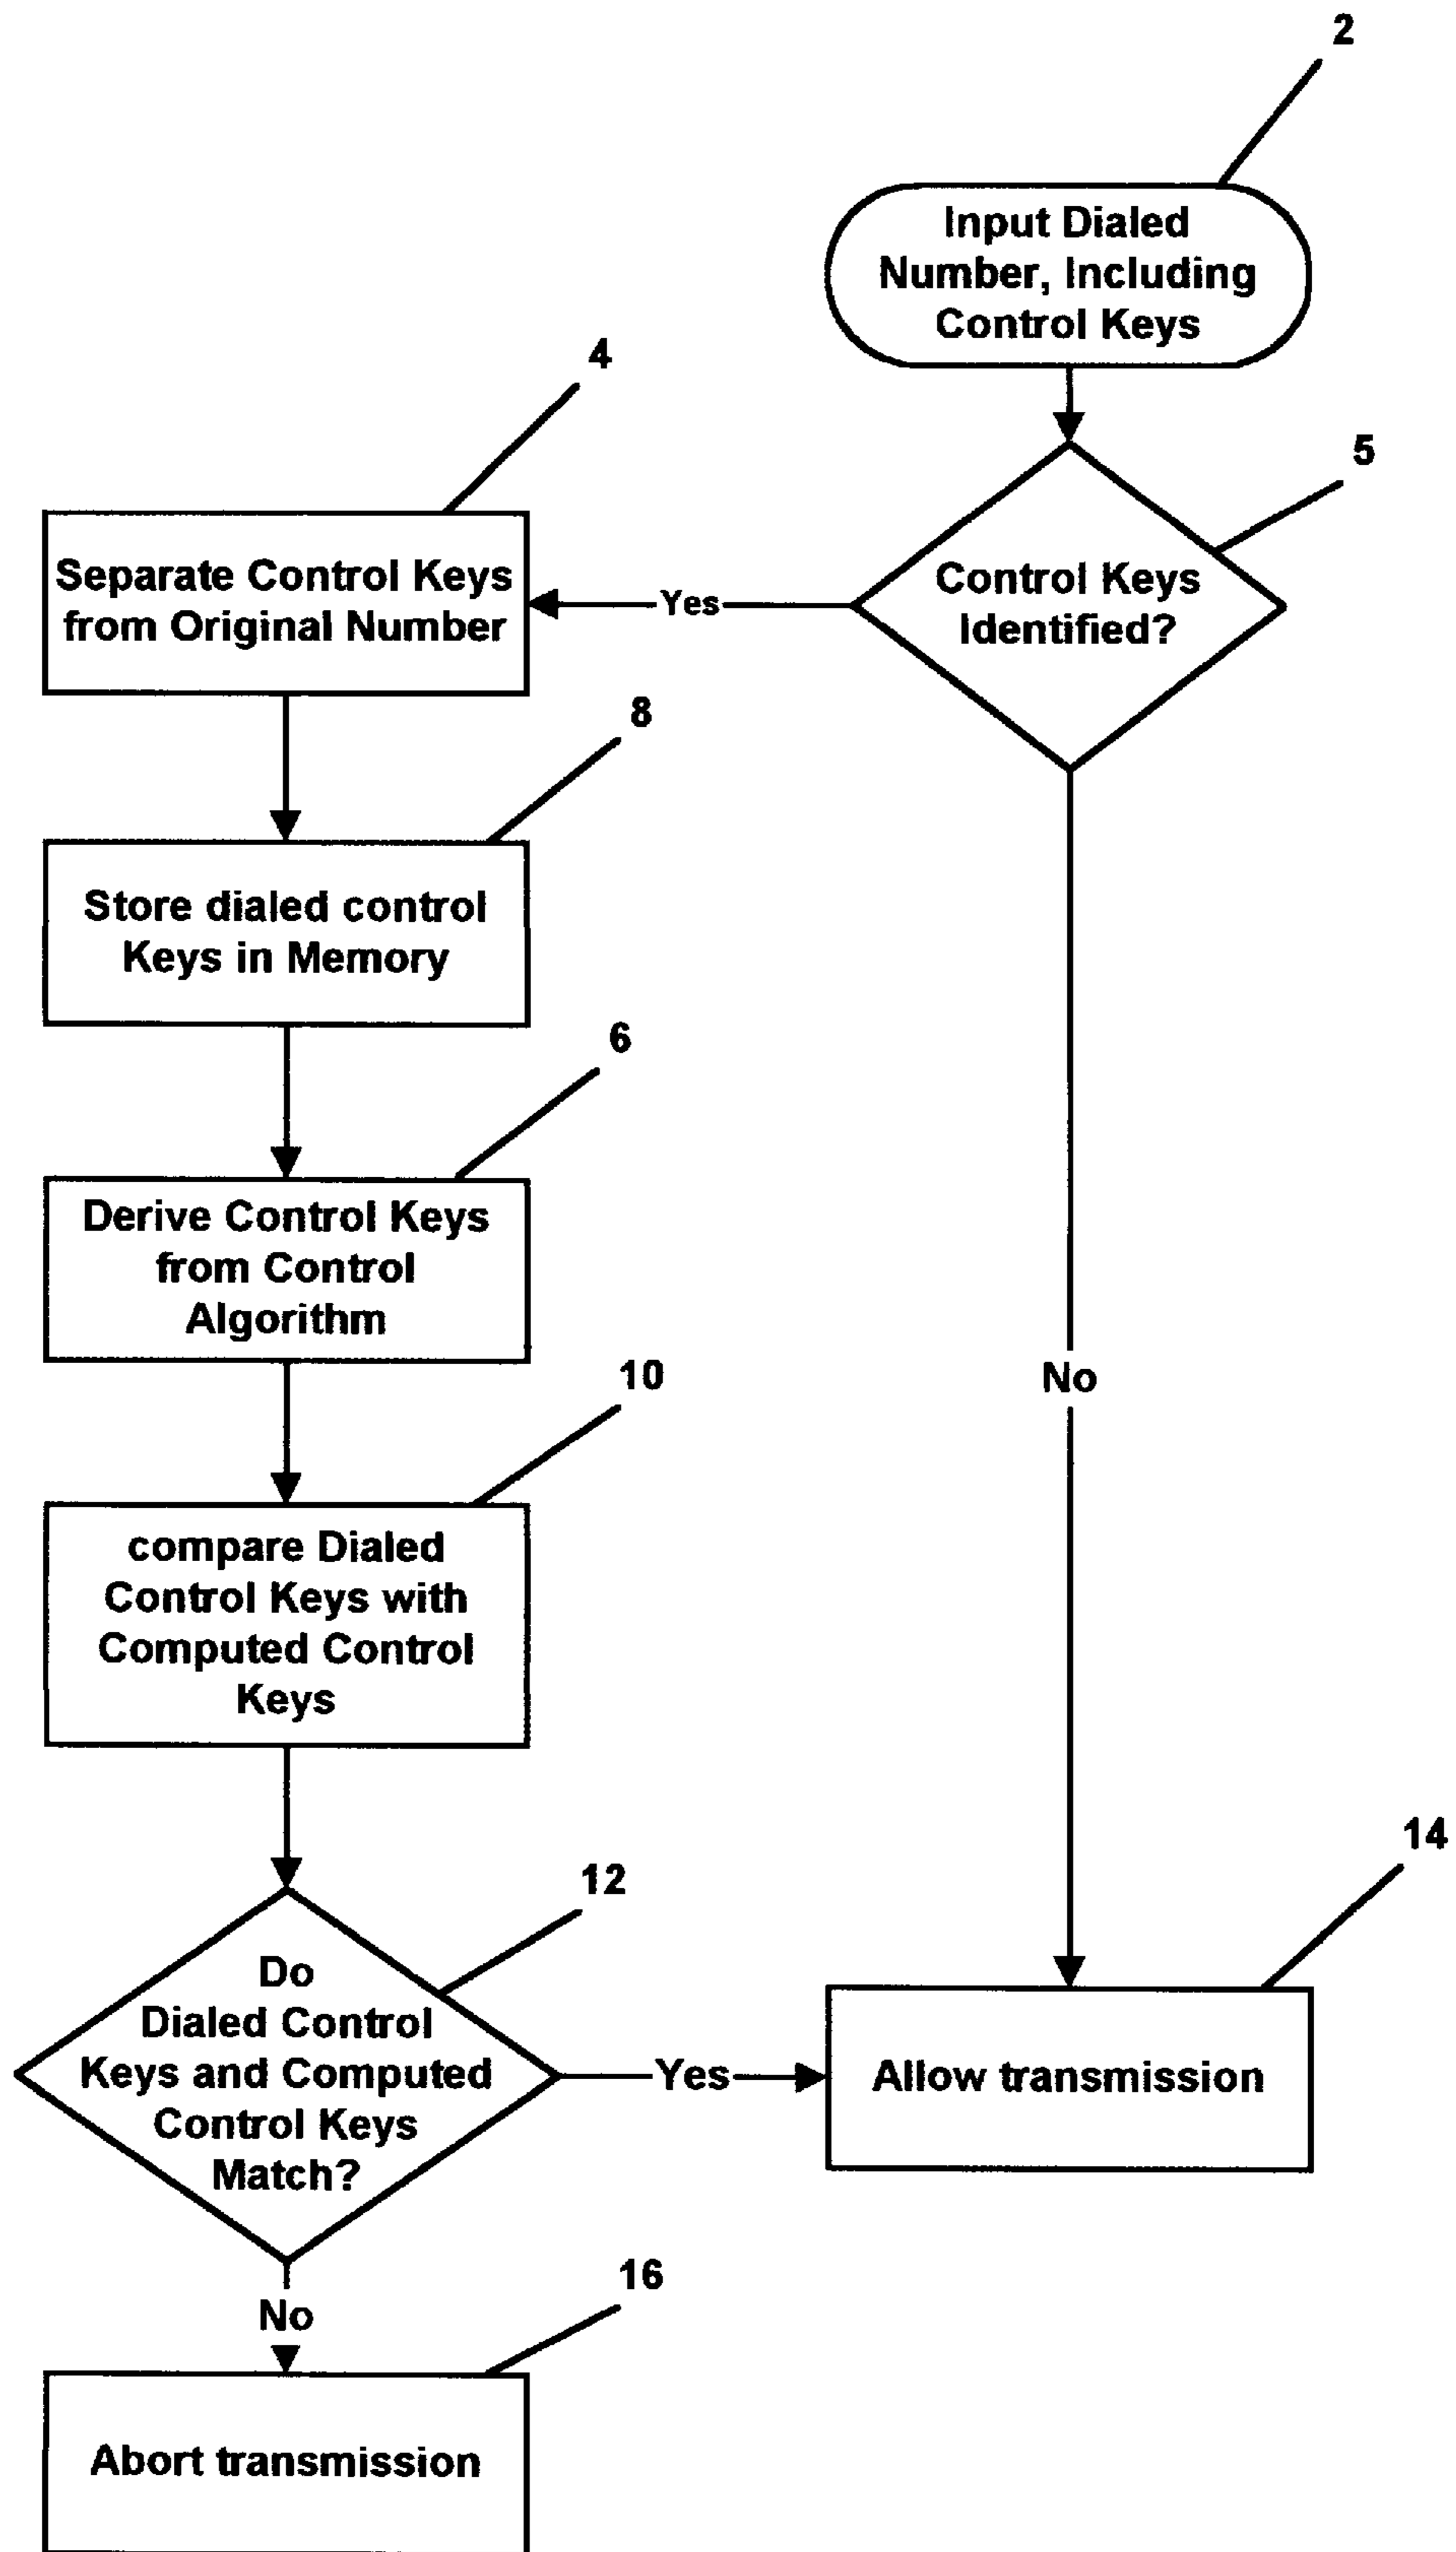 2
Input Dialed
Number, Including
Control Keys
4
5
Separate Control Keys
from Original Number
Yes
Control Keys
Identified?
8
Store dialed control
Keys in Memory
6
Derive Control Keys
from Control
Algorithm
10
No
compare Dialed
Control Keys with
Computed Control
Keys
14
12
Do
Dialed Control
Keys and Computed
Control Keys
Match?
Yes
Allow transmission
16
No
Abort transmission